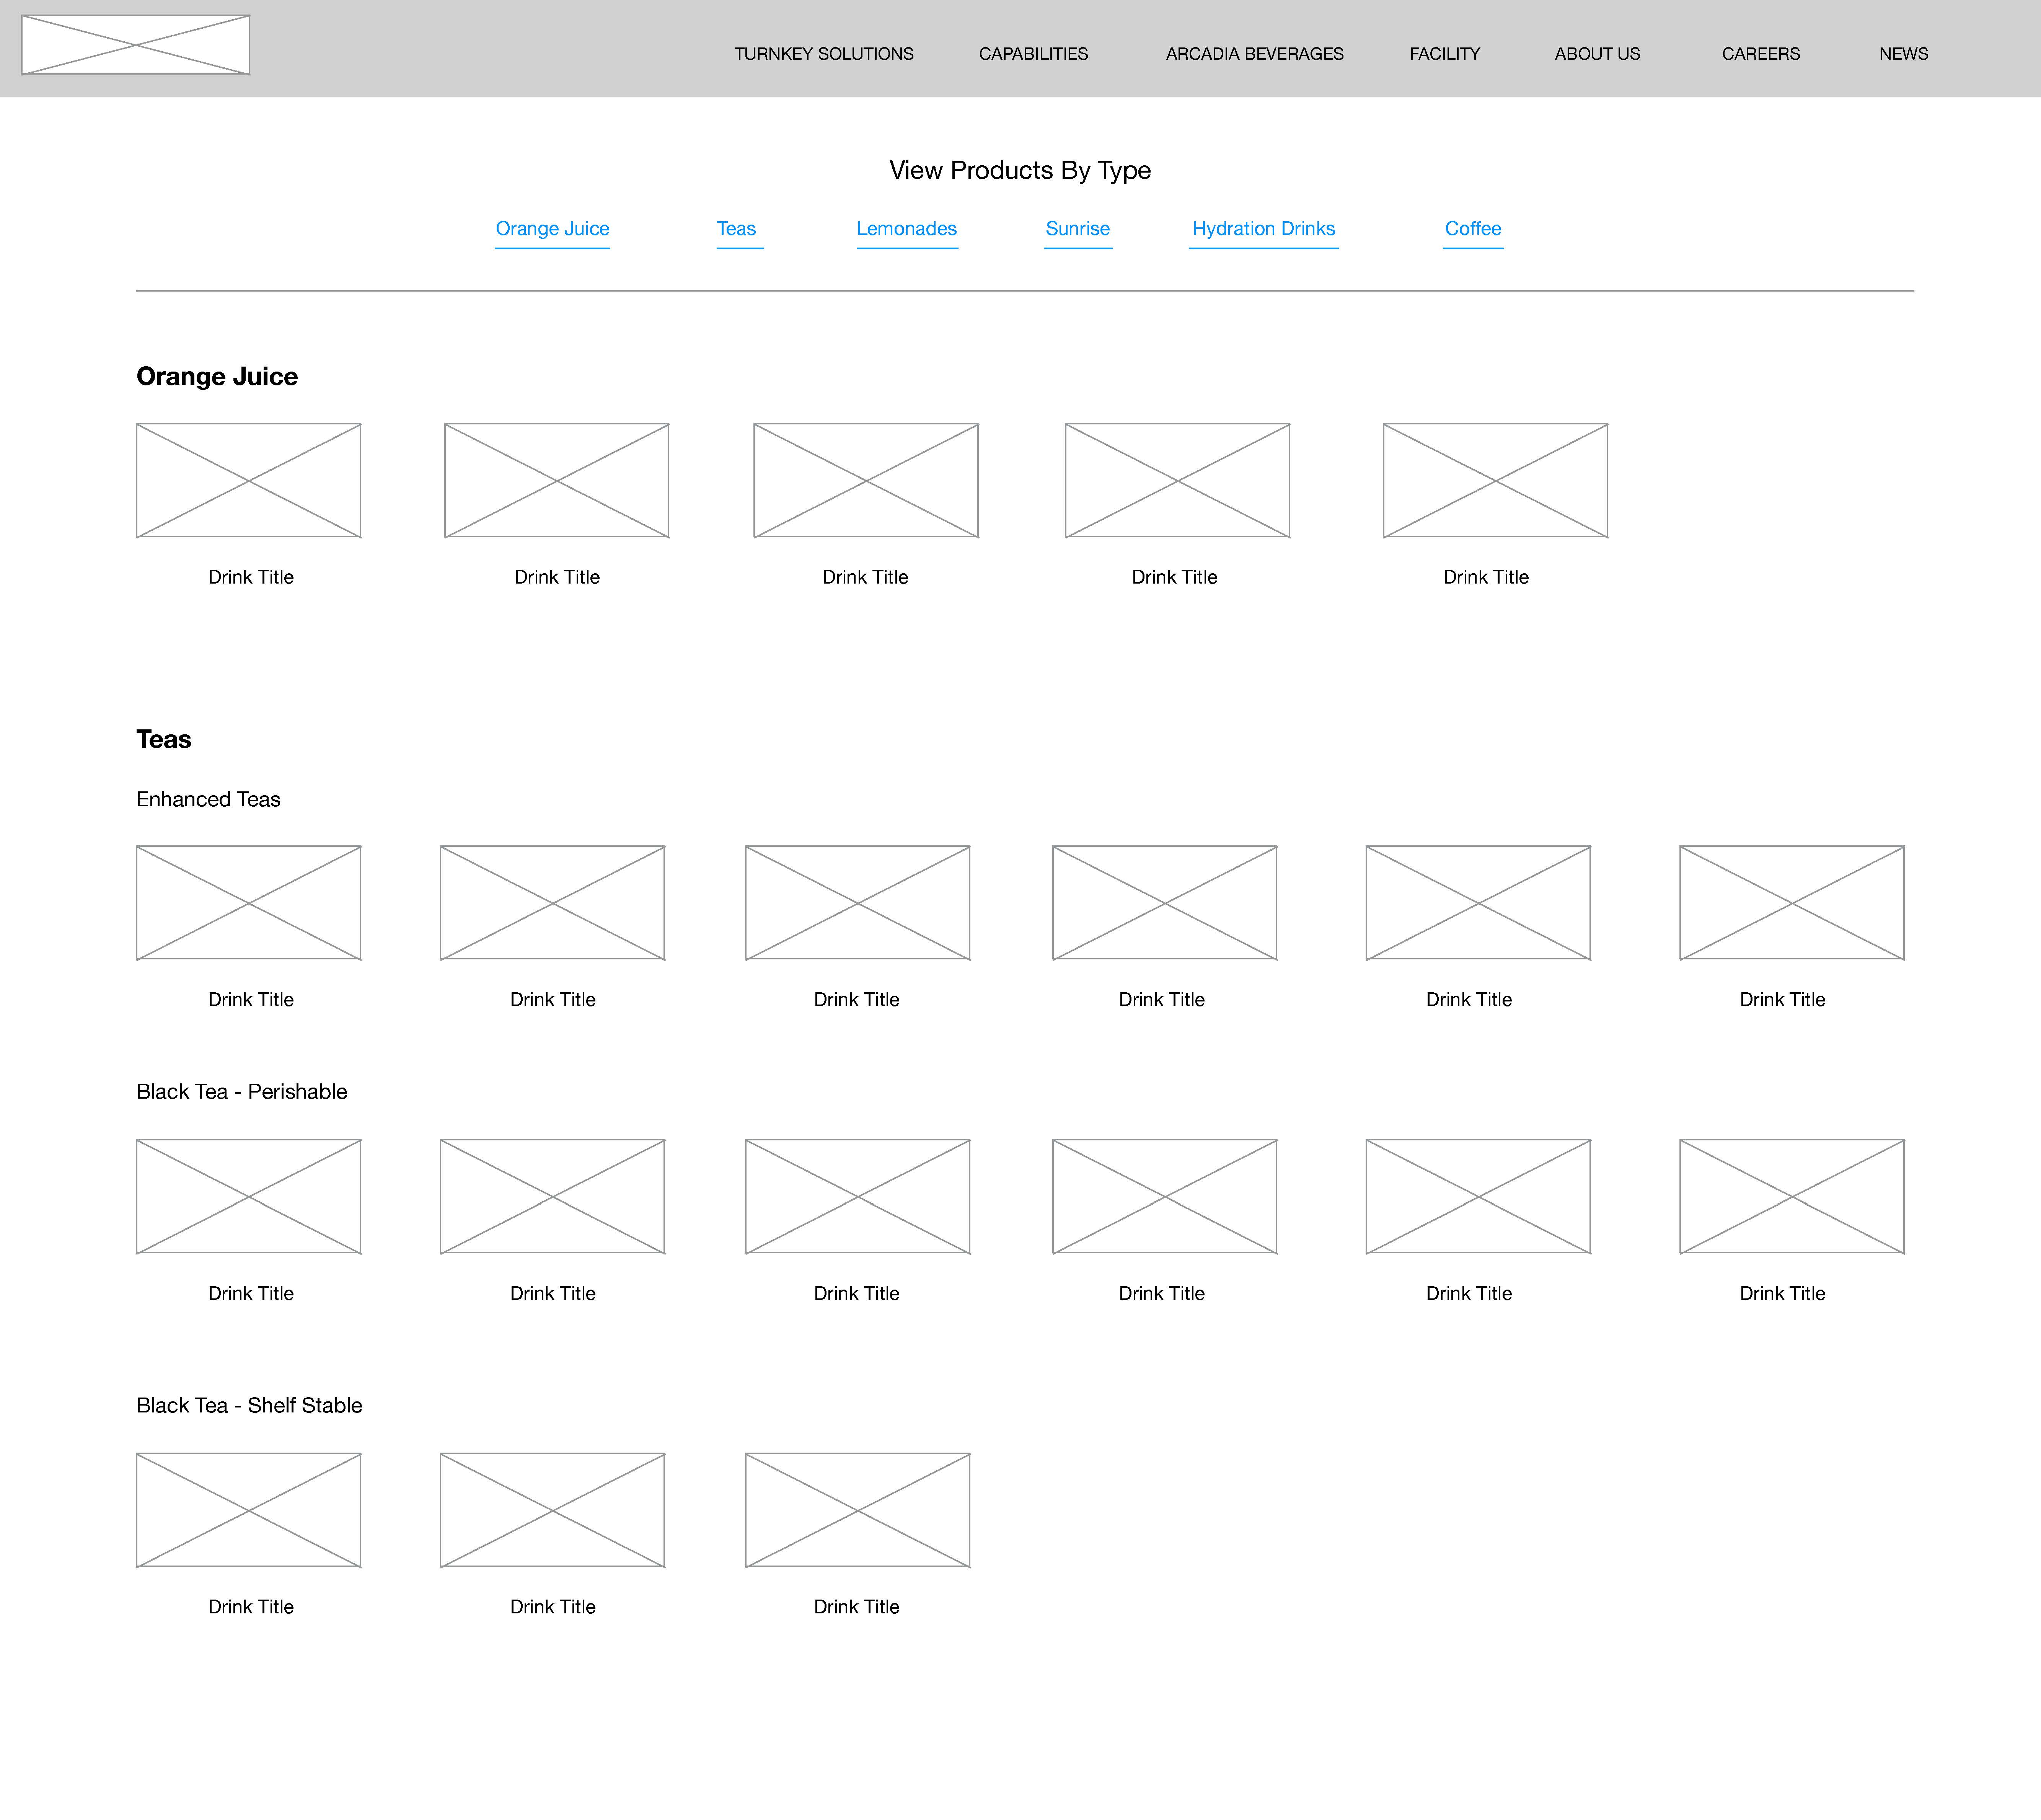 TURNKEY SOLUTIONS CAPABILITIES ARCADIA BEVERAGES FACILITY ABOUT US CAREERS NEWS
View Products By Type
Orange Juice Teas Lemonades Sunrise Hydration Drinks Coffee
Orange Juice
Drink Title Drink Title Drink Title Drink Title Drink Title
Teas
Enhanced Teas
Drink Title Drink Title Drink Title Drink Title Drink Title Drink Title
Black Tea - Perishable
Drink Title Drink Title Drink Title Drink Title Drink Title Drink Title
Black Tea - Shelf Stable
Drink Title Drink Title Drink Title